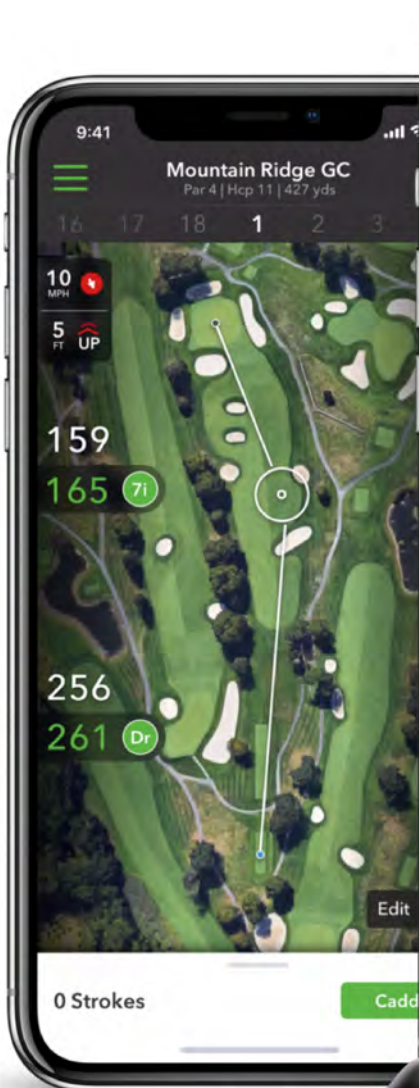 9:41
Mountain Ridge GC
Par 4 | Hcp 11 | 427 yds
16 17 18 1 2 3
10
MPH
5 UP
FT
159
165 7i
256
261 Dr
Edit
0 Strokes
Cadd